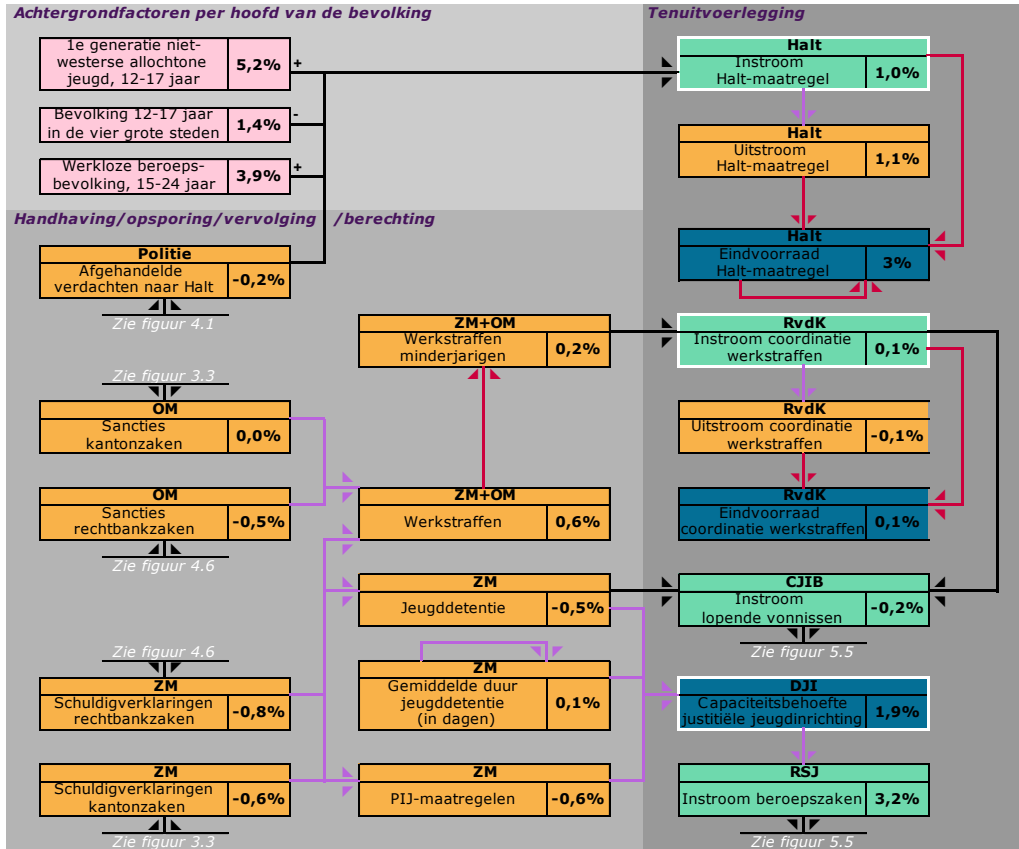 Achtergrondfactoren per hoofd van de bevolking
1e generatie niet-
westerse allochtone
jeugd, 12-17 jaar
5,2%
+
Bevolking 12-17 jaar
in de vier grote steden
1,4%
-
Werkloze beroeps-
bevolking, 15-24 jaar
3,9%
+
Handhaving/opsporing/vervolging /berechting
Politie
Afgehandelde
verdachten naar Halt
-0,2%
Zie figuur 4.1
Zie figuur 3.3
OM
Sancties
kantonzaken
0,0%
OM
Sancties
rechtbankzaken
-0,5%
Zie figuur 4.6
Zie figuur 4.6
ZM
Schuldigverklaringen
rechtbankzaken
-0,8%
ZM
Schuldigverklaringen
kantonzaken
-0,6%
Zie figuur 3.3
ZM+OM
Werkstraffen
minderjarigen
0,2%
ZM+OM
Werkstraffen
0,6%
ZM
Jeugddetentie
-0,5%
ZM
Gemiddelde duur
jeugddetentie
(in dagen)
0,1%
ZM
PIJ-maatregelen
-0,6%
Tenuitvoerlegging
Halt
Instroom
Halt-maatregel
1,0%
Halt
Uitstroom
Halt-maatregel
1,1%
Halt
Eindvoorraad
Halt-maatregel
3%
RvdK
Instroom coordinatie
werkstraffen
0,1%
RvdK
Uitstroom coordinatie
werkstraffen
-0,1%
RvdK
Eindvoorraad
coordinatie werkstraffen
0,1%
CJIB
Instroom
lopende vonnissen
-0,2%
Zie figuur 5.5
DJI
Capaciteitsbehoefte
justitiële jeugdinrichting
1,9%
RSJ
Instroom beroepszaken
3,2%
Zie figuur 5.5